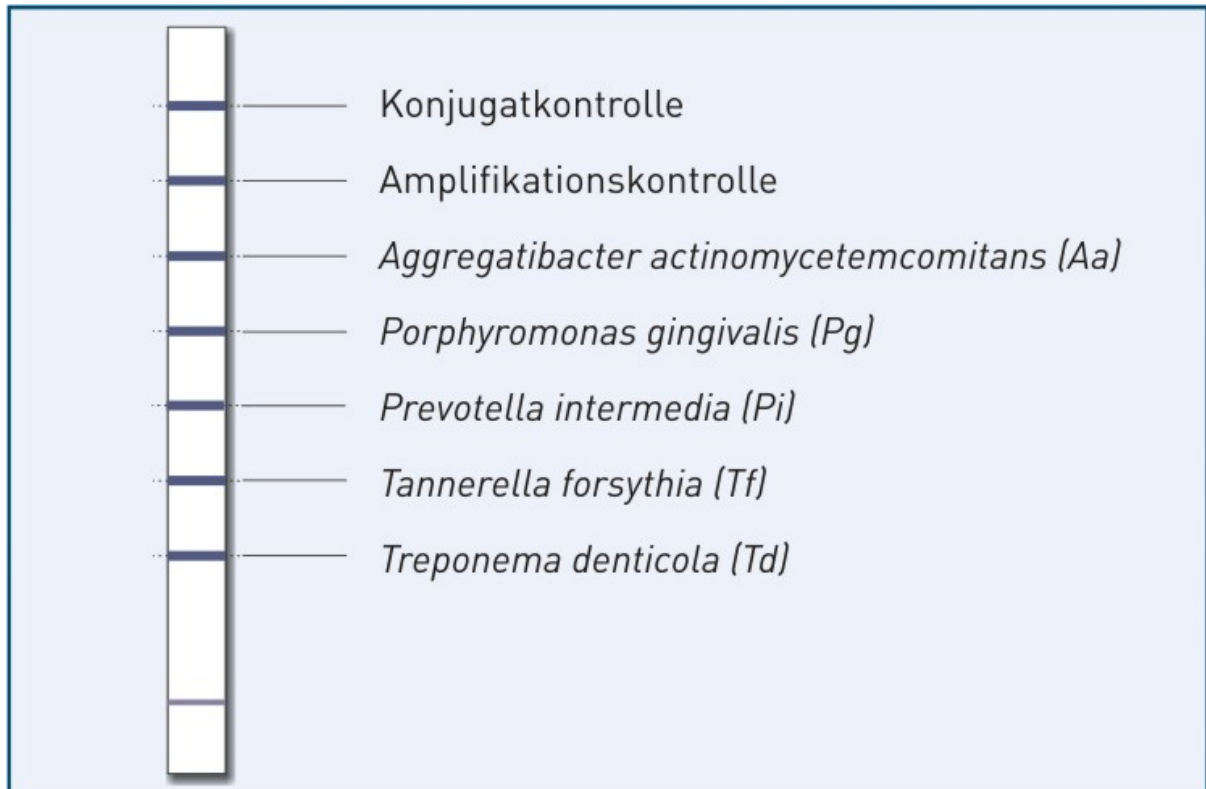 Konjugatkontrolle
Amplifikationskontrolle
Aggregatibacter actinomycetemcomitans (Aa)
Porphyromonas gingivalis (Pg)
Prevotella intermedia (Pi)
Tannerella forsythia (Tf)
Treponema denticola (Td)